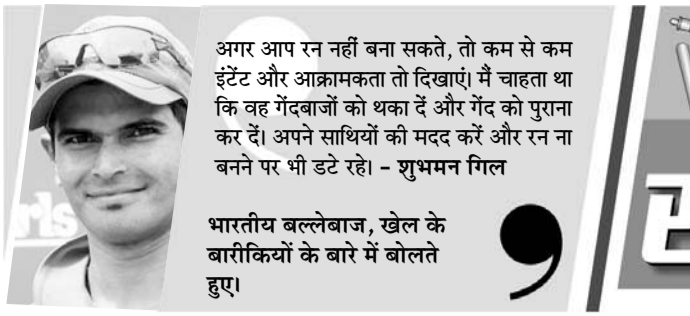 अगर आप रन नहीं बना सकते, तो कम से कम
इंटेंट और आक्रामकता तो दिखाएं। मैं चाहता था
कि वह गेंदबाजों को थका दें और गेंद को पुराना
कर दें। अपने साथियों की मदद करें और रन ना
बनने पर भी डटे रहे। – शुभमन गिल
भारतीय बल्लेबाज, खेल के
बारीकियों के बारे में बोलते
हुए।